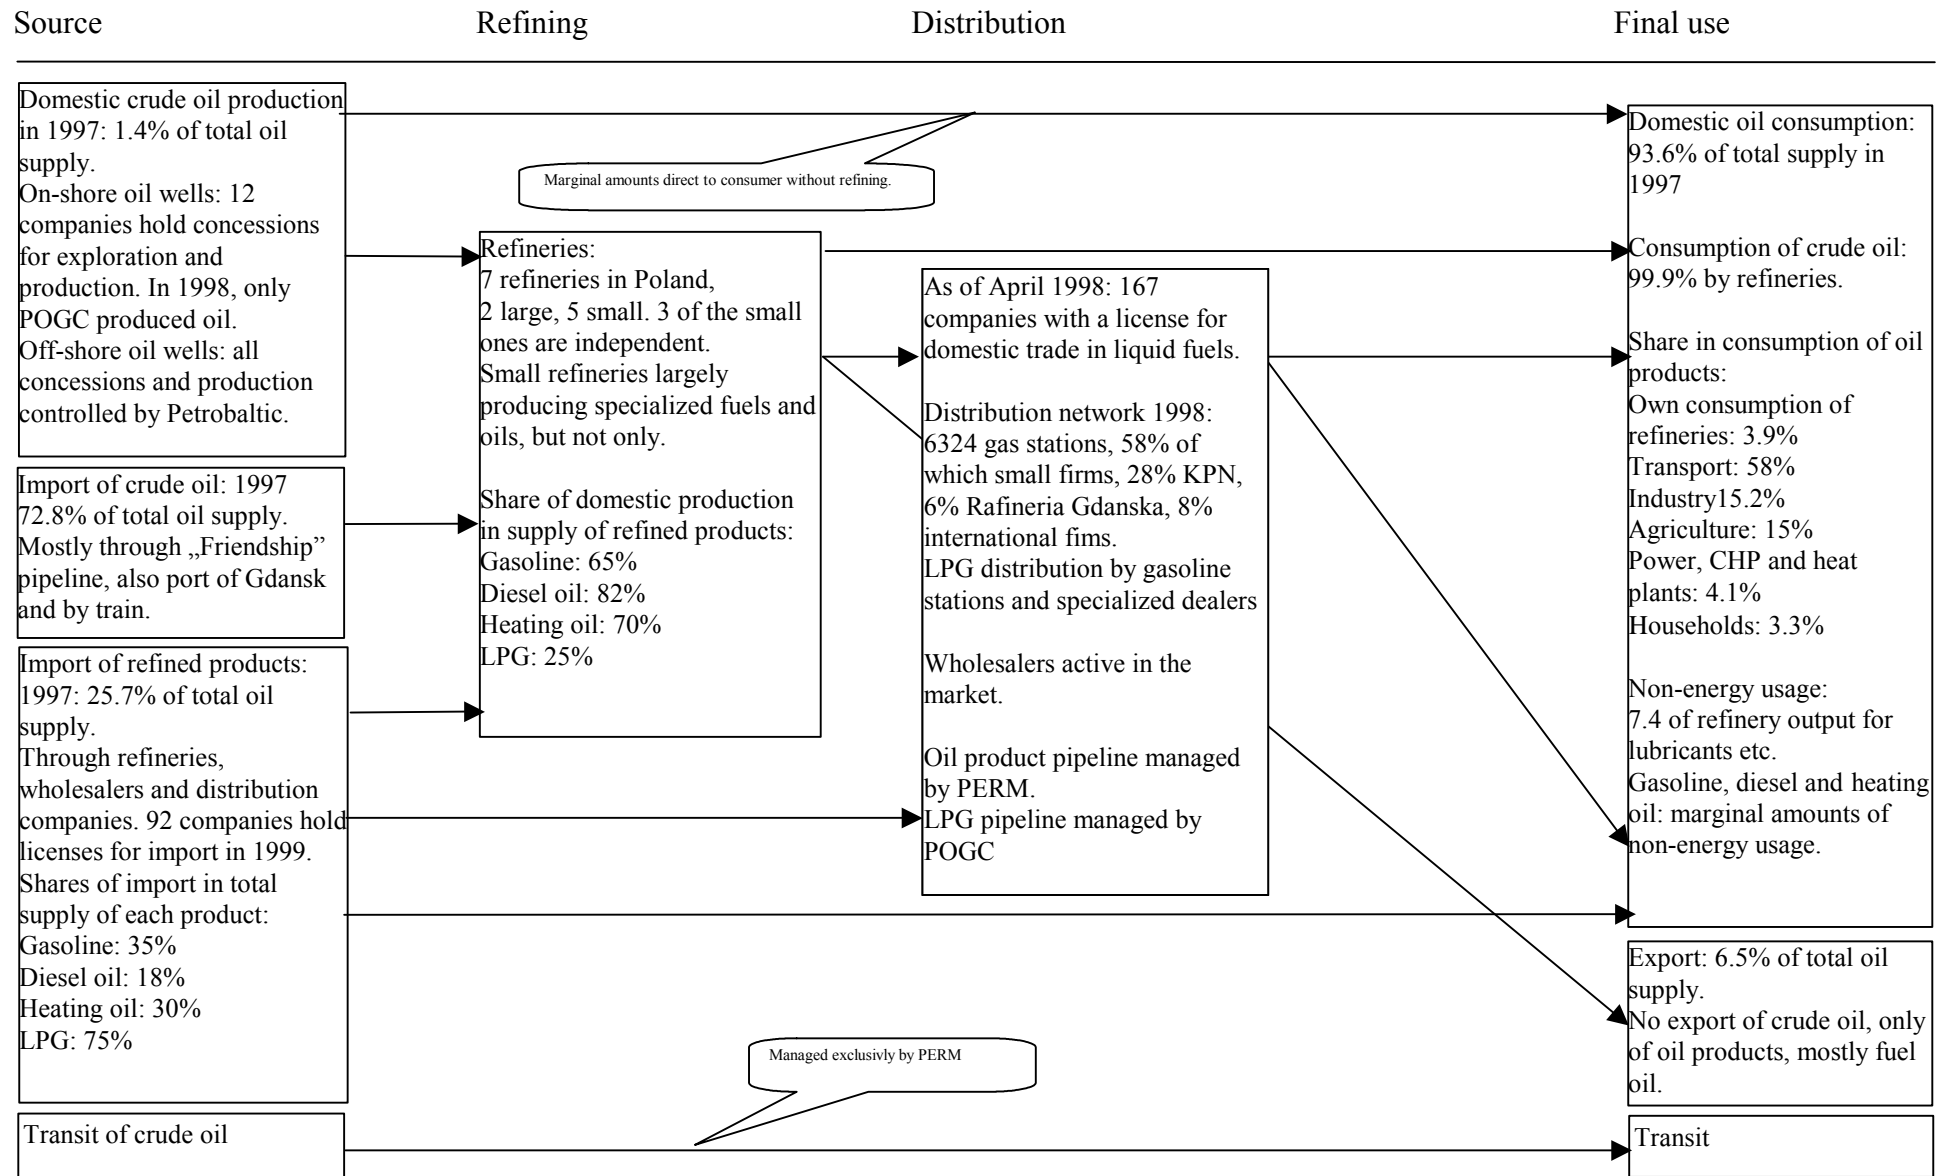 Source
Refining
Distribution
Final use
Domestic crude oil production
in 1997: 1.4% of total oil
supply.
On-shore oil wells: 12
companies hold concessions
for exploration and
production. In 1998, only
POGC produced oil.
Off-shore oil wells: all
concessions and production
controlled by Petrobaltic.
Import of crude oil: 1997
72.8% of total oil supply.
Mostly through „Friendship”
pipeline, also port of Gdansk
and by train.
Import of refined products:
1997: 25.7% of total oil
supply.
Through refineries,
wholesalers and distribution
companies. 92 companies hold
licenses for import in 1999.
Shares of import in total
supply of each product:
Gasoline: 35%
Diesel oil: 18%
Heating oil: 30%
LPG: 75%
Transit of crude oil
Marginal amounts direct to consumer without refining.
Refineries:
7 refineries in Poland,
2 large, 5 small. 3 of the small
ones are independent.
Small refineries largely
producing specialized fuels and
oils, but not only.
Share of domestic production
in supply of refined products:
Gasoline: 65%
Diesel oil: 82%
Heating oil: 70%
LPG: 25%
As of April 1998: 167
companies with a license for
domestic trade in liquid fuels.
Distribution network 1998:
6324 gas stations, 58% of
which small firms, 28% KPN,
6% Rafineria Gdanska, 8%
international fims.
LPG distribution by gasoline
stations and specialized dealers
Wholesalers active in the
market.
Oil product pipeline managed
by PERM.
LPG pipeline managed by
POGC
Managed exclusivly by PERM
Domestic oil consumption:
93.6% of total supply in
1997
Consumption of crude oil:
99.9% by refineries.
Share in consumption of oil
products:
Own consumption of
refineries: 3.9%
Transport: 58%
Industry15.2%
Agriculture: 15%
Power, CHP and heat
plants: 4.1%
Households: 3.3%
Non-energy usage:
7.4 of refinery output for
lubricants etc.
Gasoline, diesel and heating
oil: marginal amounts of
non-energy usage.
Export: 6.5% of total oil
supply.
No export of crude oil, only
of oil products, mostly fuel
oil.
Transit